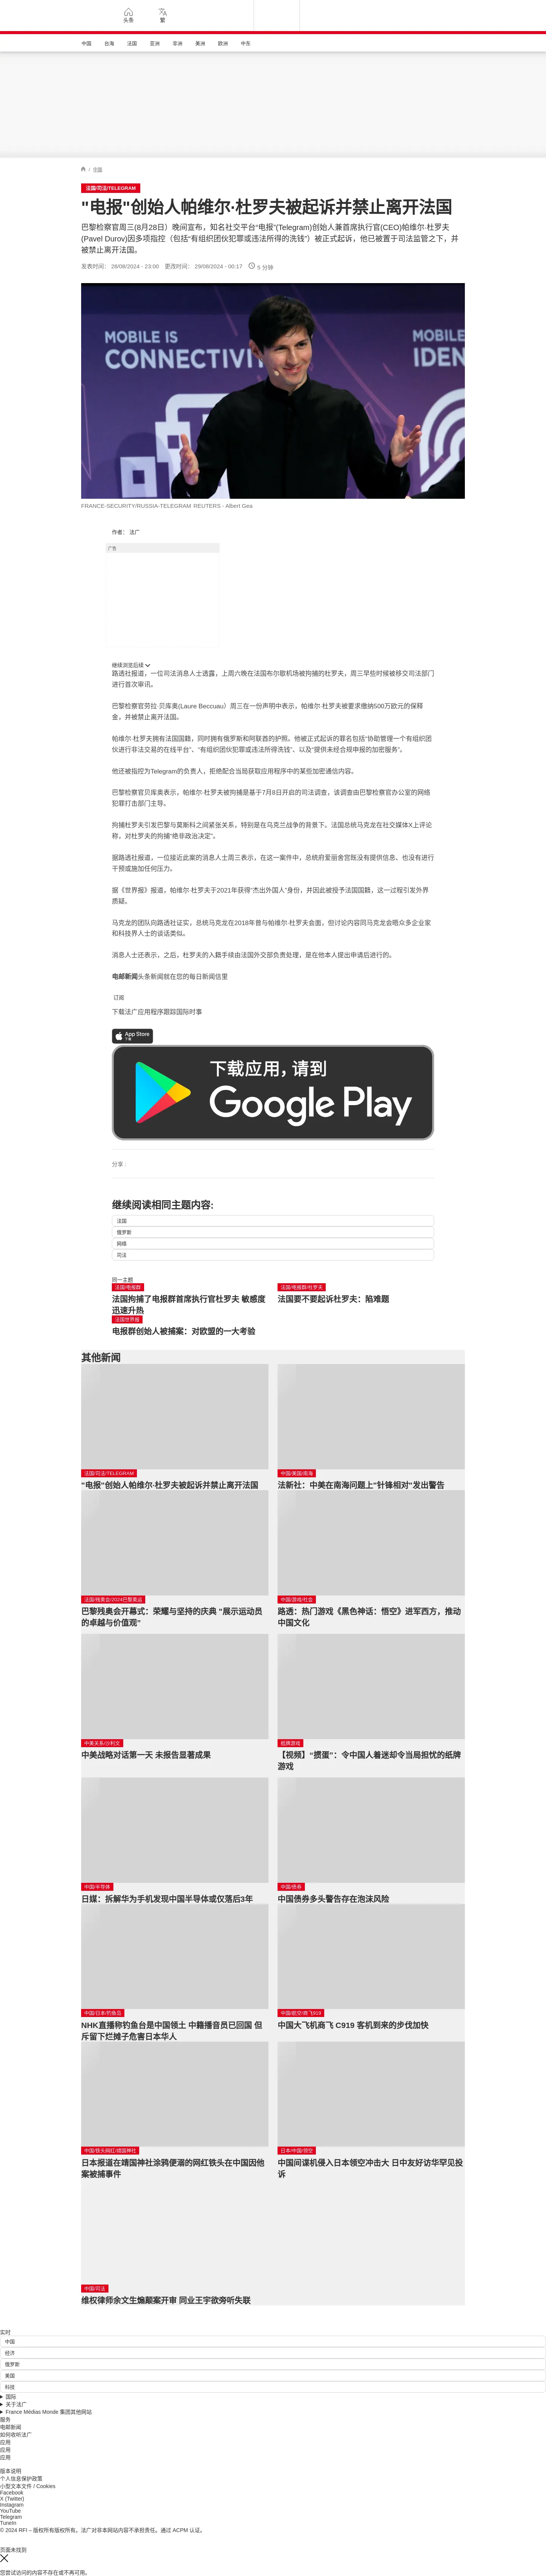 头条
繁
中国
台海
法国
亚洲
非洲
美洲
欧洲
中东
/ 法国
法国/司法/TELEGRAM
"电报"创始人帕维尔·杜罗夫被起诉并禁止离开法国
巴黎检察官周三(8月28日）晚间宣布，知名社交平台“电报”(Telegram)创始人兼首席执行官(CEO)帕维尔.杜罗夫
(Pavel Durov)因多项指控（包括“有组织团伙犯罪或违法所得的洗钱”）被正式起诉，他已被置于司法监管之下，并
被禁止离开法国。
发表时间： 28/08/2024 - 23:00 更改时间： 29/08/2024 - 00:17 5 分钟
MOBILE IS
CONNECTIVI
MOBILE
IDEN
FRANCE-SECURITY/RUSSIA-TELEGRAM REUTERS - Albert Gea
作者： 法广
广告
继续浏览后续
路透社报道，一位司法消息人士透露，上周六晚在法国布尔歇机场被拘捕的杜罗夫，周三早些时候被移交司法部门
进行首次审讯。
巴黎检察官劳拉·贝库奥(Laure Beccuau）周三在一份声明中表示，帕维尔·杜罗夫被要求缴纳500万欧元的保释
金，并被禁止离开法国。
帕维尔·杜罗夫拥有法国国籍，同时拥有俄罗斯和阿联酋的护照。他被正式起诉的罪名包括“协助管理一个有组织团
伙进行非法交易的在线平台”、“有组织团伙犯罪或违法所得洗钱”、以及“提供未经合规申报的加密服务”。
他还被指控为Telegram的负责人，拒绝配合当局获取应用程序中的某些加密通信内容。
巴黎检察官贝库奥表示，帕维尔·杜罗夫被拘捕是基于7月8日开启的司法调查，该调查由巴黎检察官办公室的网络
犯罪打击部门主导。
拘捕杜罗夫引发巴黎与莫斯科之间紧张关系，特别是在乌克兰战争的背景下。法国总统马克龙在社交媒体X上评论
称，对杜罗夫的拘捕“绝非政治决定”。
据路透社报道，一位接近此案的消息人士周三表示，在这一案件中，总统府爱丽舍宫既没有提供信息、也没有进行
干预或施加任何压力。
据《世界报》报道，帕维尔·杜罗夫于2021年获得“杰出外国人”身份，并因此被授予法国国籍，这一过程引发外界
质疑。
马克龙的团队向路透社证实，总统马克龙在2018年曾与帕维尔·杜罗夫会面，但讨论内容同马克龙会晤众多企业家
和科技界人士的谈话类似。
消息人士还表示，之后，杜罗夫的入籍手续由法国外交部负责处理，是在他本人提出申请后进行的。
电邮新闻头条新闻就在您的每日新闻信里
订阅
下载法广应用程序跟踪国际时事
App Store
下载
下载应用，请到
Google Play
分享 :
继续阅读相同主题内容:
法国
俄罗斯
网络
司法
同一主题
法国/电报群
法国拘捕了电报群首席执行官杜罗夫 敏感度
迅速升热
法国/电报群/杜罗夫
法国要不要起诉杜罗夫：陷难题
法国世界报
电报群创始人被捕案：对欧盟的一大考验
其他新闻
法国/司法/TELEGRAM
"电报"创始人帕维尔·杜罗夫被起诉并禁止离开法国
中国/美国/南海
法新社：中美在南海问题上“针锋相对”发出警告
法国/残奥会/2024巴黎奥运
巴黎残奥会开幕式：荣耀与坚持的庆典 “展示运动员
的卓越与价值观”
中国/游戏/社会
路透：热门游戏《黑色神话：悟空》进军西方，推动
中国文化
中美关系/沙利文
中美战略对话第一天 未报告显著成果
纸牌游戏
【视频】“掼蛋”：令中国人着迷却令当局担忧的纸牌
游戏
中国/半导体
日媒：拆解华为手机发现中国半导体或仅落后3年
中国/债券
中国债券多头警告存在泡沫风险
中国/日本/钓鱼岛
NHK直播称钓鱼台是中国领土 中籍播音员已回国 但
斥留下烂摊子危害日本华人
中国/航空/商飞919
中国大飞机商飞 C919 客机到来的步伐加快
中国/铁头网红/靖国神社
日本报道在靖国神社涂鸦便溺的网红铁头在中国因他
案被捕事件
日本/中国/领空
中国间谍机侵入日本领空冲击大 日中友好访华罕见投
诉
中国/司法
维权律师余文生煽颠案开审 同业王宇欲旁听失联
实时
中国
经济
俄罗斯
美国
科技
国际
关于法广
France Médias Monde 集团其他网站
服务
电邮新闻
如何收听法广
应用
应用
应用
版本说明
个人信息保护政策
小型文本文件 / Cookies
Facebook
X (Twitter)
Instagram
YouTube
Telegram
TuneIn
© 2024 RFI – 版权所有版权所有。法广对非本网站内容不承担责任。通过 ACPM 认证。
页面未找到
您尝试访问的内容不存在或不再可用。